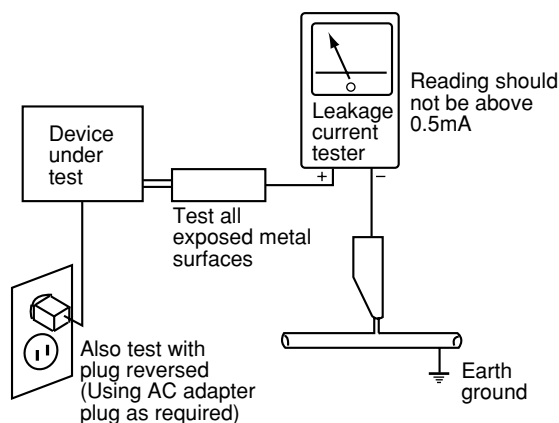 Device
under
test
Leakage
current
tester
Reading should
not be above
0.5mA
+
−
Test all
exposed metal
surfaces
Also test with
plug reversed
(Using AC adapter
plug as required)
Earth
ground